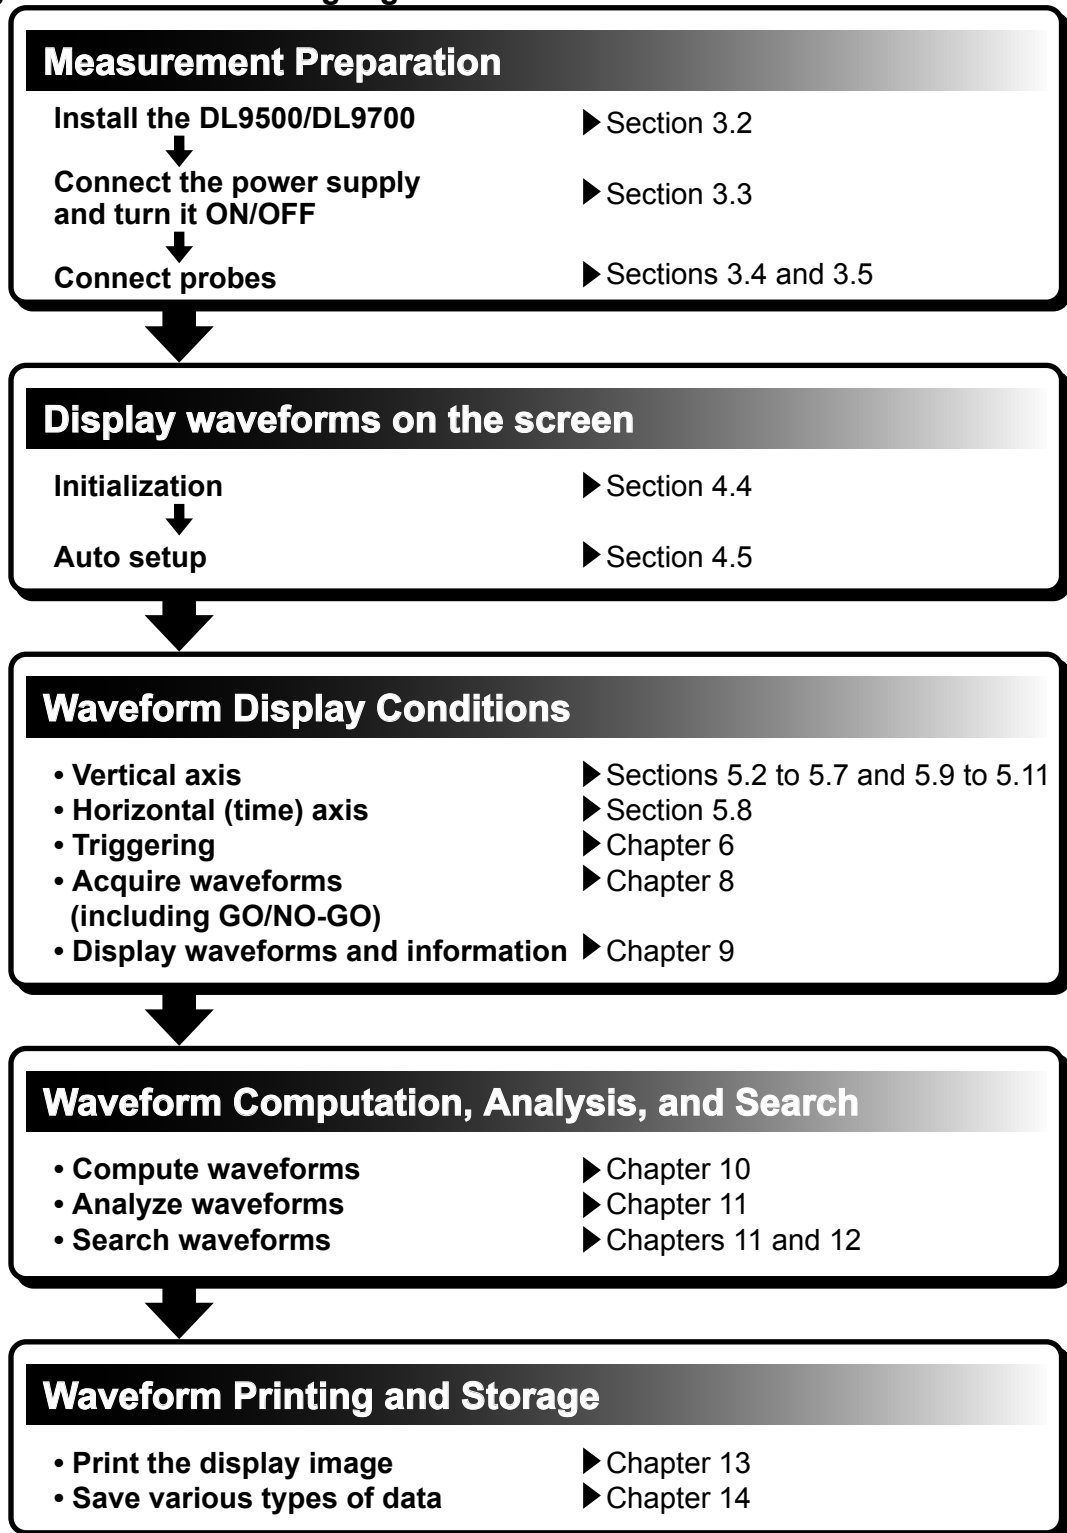 Measurement Preparation
Install the DL9500/DL9700 ▶ Section 3.2
Connect the power supply
and turn it ON/OFF ▶ Section 3.3
Connect probes ▶ Sections 3.4 and 3.5
Display waveforms on the screen
Initialization ▶ Section 4.4
Auto setup ▶ Section 4.5
Waveform Display Conditions
• Vertical axis ▶ Sections 5.2 to 5.7 and 5.9 to 5.11
• Horizontal (time) axis ▶ Section 5.8
• Triggering ▶ Chapter 6
• Acquire waveforms ▶ Chapter 8
(including GO/NO-GO)
• Display waveforms and information ▶ Chapter 9
Waveform Computation, Analysis, and Search
• Compute waveforms ▶ Chapter 10
• Analyze waveforms ▶ Chapter 11
• Search waveforms ▶ Chapters 11 and 12
Waveform Printing and Storage
• Print the display image ▶ Chapter 13
• Save various types of data ▶ Chapter 14